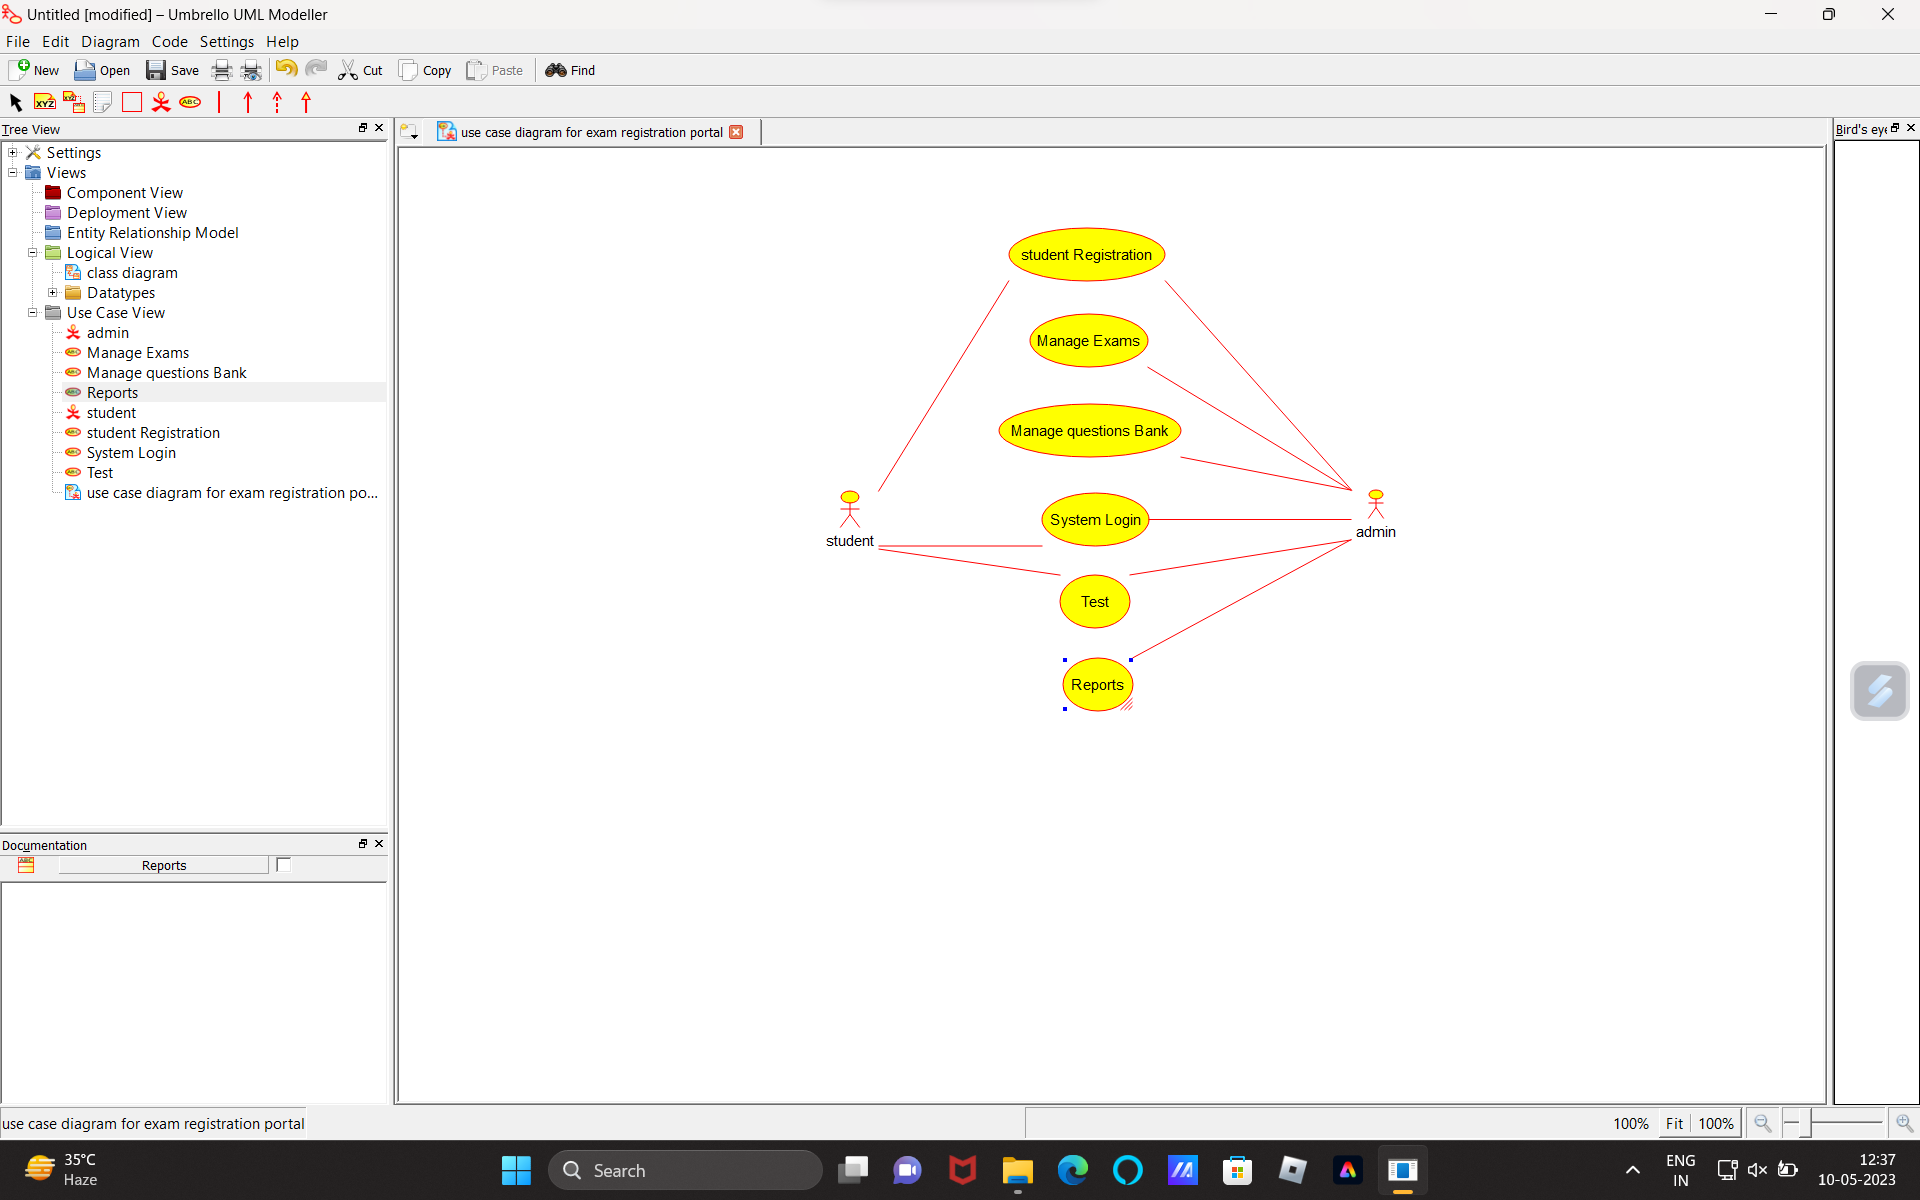 Untitled [modified] – Umbrello UML Modeller
File Edit Diagram Code Settings Help
New Open Save Cut Copy Paste Find
XYZ XYZ ABC
Tree View
use case diagram for exam registration portal
Bird's eye
Settings
Views
Component View
Deployment View
Entity Relationship Model
Logical View
class diagram
Datatypes
Use Case View
admin
Manage Exams
Manage questions Bank
Reports
student
student Registration
System Login
Test
use case diagram for exam registration po...
student Registration
Manage Exams
Manage questions Bank
System Login
student
admin
Test
Reports
Documentation
ABC
Reports
use case diagram for exam registration portal
100% Fit 100%
35°C
Haze
Search
ENG
IN
12:37
10-05-2023